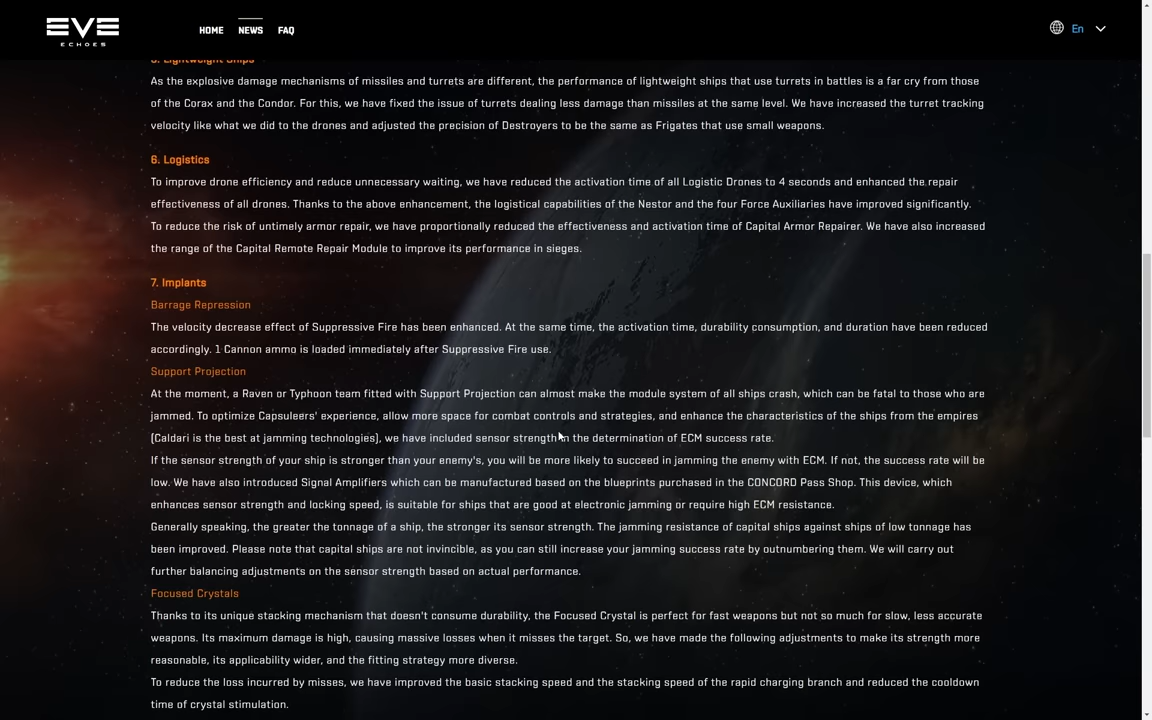 EVE
ECHOES
HOME NEWS FAQ
En
5. Lightweight Ships
As the explosive damage mechanisms of missiles and turrets are different, the performance of lightweight ships that use turrets in battles is a far cry from those
of the Corax and the Condor. For this, we have fixed the issue of turrets dealing less damage than missiles at the same level. We have increased the turret tracking
velocity like what we did to the drones and adjusted the precision of Destroyers to be the same as Frigates that use small weapons.
6. Logistics
To improve drone efficiency and reduce unnecessary waiting, we have reduced the activation time of all Logistic Drones to 4 seconds and enhanced the repair
effectiveness of all drones. Thanks to the above enhancement, the logistical capabilities of the Nestor and the four Force Auxiliaries have improved significantly.
To reduce the risk of untimely armor repair, we have proportionally reduced the effectiveness and activation time of Capital Armor Repairer. We have also increased
the range of the Capital Remote Repair Module to improve its performance in sieges.
7. Implants
Barrage Repression
The velocity decrease effect of Suppressive Fire has been enhanced. At the same time, the activation time, durability consumption, and duration have been reduced
accordingly. 1 Cannon ammo is loaded immediately after Suppressive Fire use.
Support Projection
At the moment, a Raven or Typhoon team fitted with Support Projection can almost make the module system of all ships crash, which can be fatal to those who are
jammed. To optimize Capsuleers' experience, allow more space for combat controls and strategies, and enhance the characteristics of the ships from the empires
(Caldari is the best at jamming technologies), we have included sensor strength in the determination of ECM success rate.
If the sensor strength of your ship is stronger than your enemy's, you will be more likely to succeed in jamming the enemy with ECM. If not, the success rate will be
low. We have also introduced Signal Amplifiers which can be manufactured based on the blueprints purchased in the CONCORD Pass Shop. This device, which
enhances sensor strength and locking speed, is suitable for ships that are good at electronic jamming or require high ECM resistance.
Generally speaking, the greater the tonnage of a ship, the stronger its sensor strength. The jamming resistance of capital ships against ships of low tonnage has
been improved. Please note that capital ships are not invincible, as you can still increase your jamming success rate by outnumbering them. We will carry out
further balancing adjustments on the sensor strength based on actual performance.
Focused Crystals
Thanks to its unique stacking mechanism that doesn't consume durability, the Focused Crystal is perfect for fast weapons but not so much for slow, less accurate
weapons. Its maximum damage is high, causing massive losses when it misses the target. So, we have made the following adjustments to make its strength more
reasonable, its applicability wider, and the fitting strategy more diverse.
To reduce the loss incurred by misses, we have improved the basic stacking speed and the stacking speed of the rapid charging branch and reduced the cooldown
time of crystal stimulation.